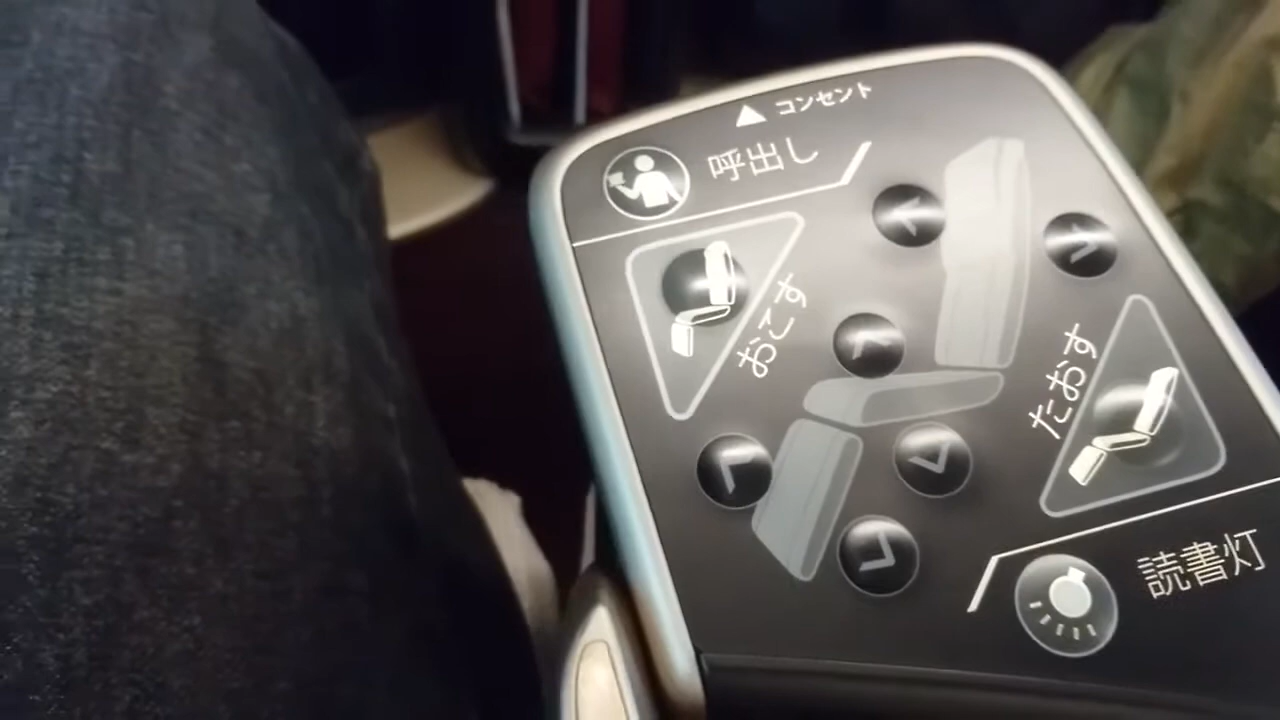 コンセント
呼出し
おこす
たおす
読書灯